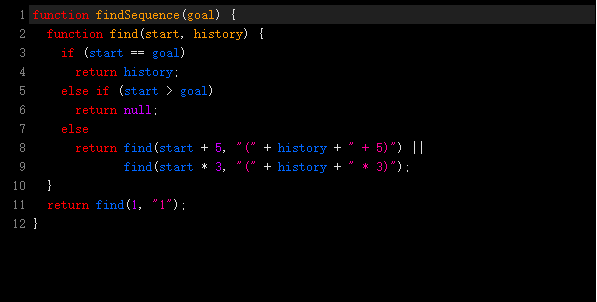 1 function findSequence(goal) {
2   function find(start, history) {
3     if (start == goal)
4       return history;
5     else if (start > goal)
6       return null;
7     else
8       return find(start + 5, "(" + history + " + 5)") ||
9              find(start * 3, "(" + history + " * 3)");
10   }
11   return find(1, "1");
12 }